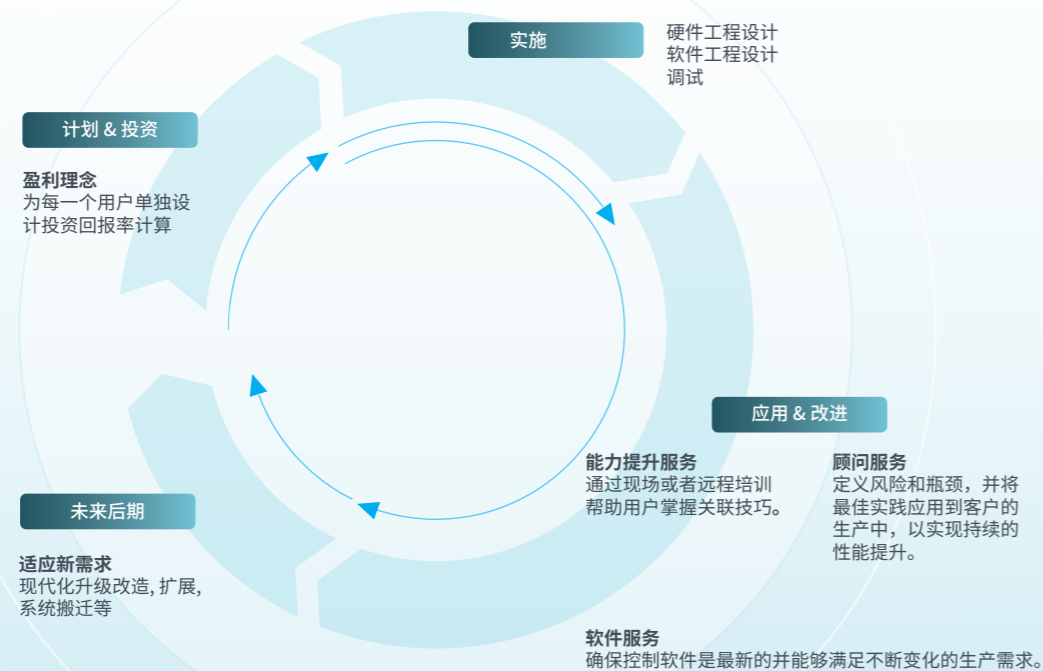 实施
硬件工程设计
软件工程设计
调试
计划 & 投资
盈利理念
为每一个用户单独设
计投资回报率计算
应用 & 改进
能力提升服务
通过现场或者远程培训
帮助用户掌握关联技巧。
顾问服务
定义风险和瓶颈，并将
最佳实践应用到客户的
生产中，以实现持续的
性能提升。
未来后期
适应新需求
现代化升级改造, 扩展,
系统搬迁等
软件服务
确保控制软件是最新的并能够满足不断变化的生产需求。